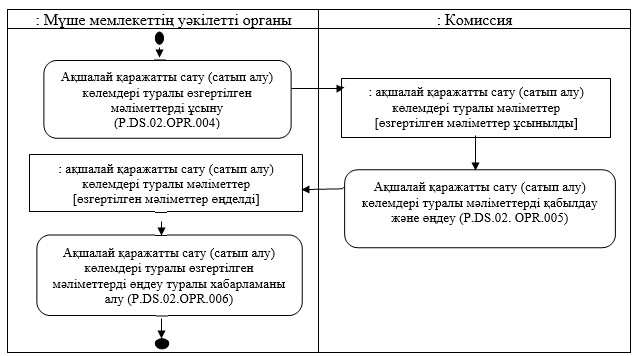 : Мүше мемлекеттің уәкілетті органы
: Комиссия
Ақшалай қаражатты сату (сатып алу)
көлемдері туралы өзгертілген
мәліметтерді ұсыну
(P.DS.02.OPR.004)
: ақшалай қаражатты сату (сатып алу)
көлемдері туралы мәліметтер
[өзгертілген мәліметтер ұсынылды]
Ақшалай қаражатты сату (сатып алу)
көлемдері туралы мәліметтерді қабылдау
және өңдеу (P.DS.02. OPR.005)
: ақшалай қаражатты сату (сатып алу)
көлемдері туралы мәліметтер
[өзгертілген мәліметтер өңделді]
Ақшалай қаражатты сату (сатып алу)
көлемдері туралы өзгертілген
мәліметтерді өңдеу туралы хабарламаны
алу (P.DS.02.OPR.006)